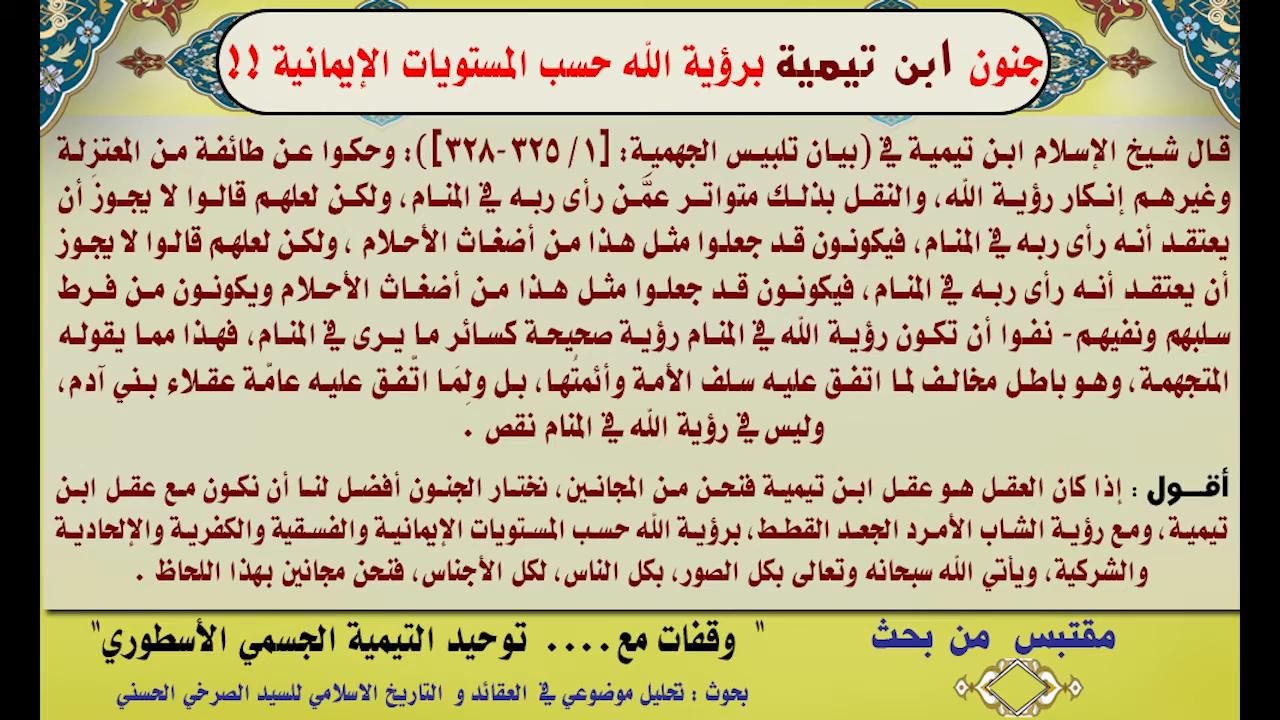 جنون ابن تيمية برؤية الله حسب المستويات الإيمانية !!
قال شيخ الإسلام ابن تيمية في (بيان تلبيس الجهمية: [١/ ٣٢٥-٣٢٨]): وحكوا عن طائفة من المعتزلة
وغيرهم إنكار رؤية الله، والنقل بذلك متواتر عمَّن رأى ربه في المنام، ولكن لعلهم قالوا لا يجوز أن
يعتقد أنه رأى ربه في المنام، فيكونون قد جعلوا مثل هذا من أضغاث الأحلام ، ولكن لعلهم قالوا لا يجوز
أن يعتقد أنه رأى ربه في المنام، فيكونون قد جعلوا مثل هذا من أضغاث الأحلام ويكونون من فرط
سلبهم ونفيهم- نفوا أن تكون رؤية الله في المنام رؤية صحيحة كسائر ما يرى في المنام، فهذا مما يقوله
المتجهمة، وهو باطل مخالف لما اتفق عليه سلف الأمة وأئمتُها، بل ولِمَا اتَّفق عليه عامَّة عقلاء بني آدم،
وليس في رؤية الله في المنام نقص .
أقول : إذا كان العقل هو عقل ابن تيمية فنحن من المجانين، نختار الجنون أفضل لنا أن نكون مع عقل ابن
تيمية، ومع رؤية الشاب الأمرد الجعد القطط، برؤية الله حسب المستويات الإيمانية والفسقية والكفرية والإلحادية
والشركية، ويأتي الله سبحانه وتعالى بكل الصور، بكل الناس، لكل الأجناس، فنحن مجانين بهذا اللحاظ .
مقتبس من بحث " وقفات مع.... توحيد التيمية الجسمي الأسطوري"
بحوث : تحليل موضوعي في العقائد و التاريخ الاسلامي للسيد الصرخي الحسني